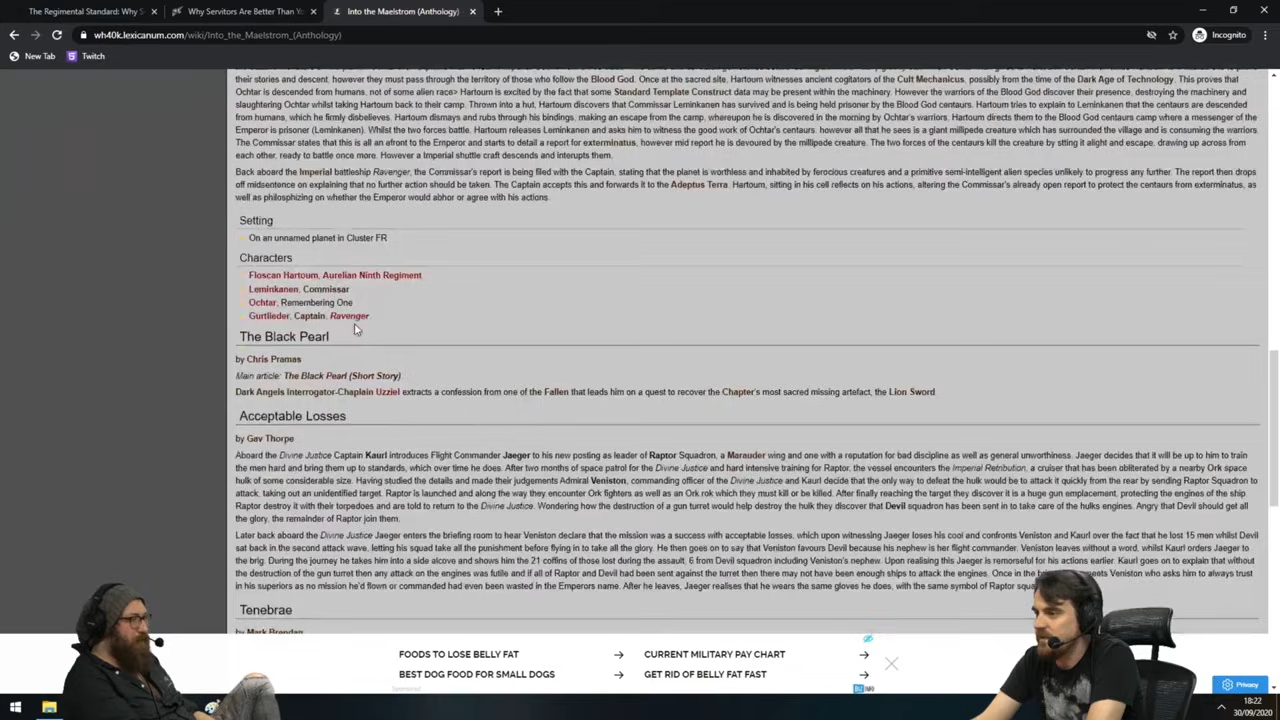 The Regimental Standard: Why S
Why Servitors Are Better Than Yo
Into the Maelstrom (Anthology)
wh40k.lexicanum.com/wiki/Into_the_Maelstrom_(Anthology)
Incognito
New Tab
Twitch
their stories and descent, however they must pass through the territory of those who follow the Blood God. Once at the sacred site. Hartoum witnesses ancient cogitators of the Cult Mechanicus, possibly from the time of the Dark Age of Technology. This proves that
Ochtar is descended from humans, not of some alien race> Hartoum is excited by the fact that some Standard Template Construct data may be present within the machinery. However the warriors of the Blood God discover their presence, destroying the machinery and
slaughtering Ochtar whilst taking Hartoum back to their camp. Thrown into a hut, Hartoum discovers that Commissar Leminkanen has survived and is being held prisoner by the Blood God centaurs. Hartoum tries to explain to Leminkanen that the centaurs are descended
from humans, which he firmly disbelieves. Hartoum dismays and rubs through his bindings, making an escape from the camp, whereupon he is discovered in the morning by Ochtar's warriors. Hartoum directs them to the Blood God centaurs camp where a messenger of the
Emperor is prisoner (Leminkanen). Whilst the two forces battle. Hartoum releases Leminkanen and asks him to witness the good work of Ochtar's centaurs, however all that he sees is a giant millipede creature which has surrounded the village and is consuming the warriors.
The Commissar states that this is all an afront to the Emperor and starts to detail a report for exterminatus, however mid report he is devoured by the millipede creature. The two forces of the centaurs kill the creature by stting it alight and escape, drawing up across from
each other, ready to battle once more. However a Imperial shuttle craft descends and interupts them.
Back aboard the Imperial battleship Ravenger, the Commissar's report is being filed with the Captain, stating that the planet is worthless and inhabited by ferocious creatures and a primitive semi-intelligent alien species unlikely to progress any further. The report then drops
off midsentence on explaining that no further action should be taken. The Captain accepts this and forwards it to the Adeptus Terra. Hartoum, sitting in his cell reflects on his actions, altering the Commissar's already open report to protect the centaurs from exterminatus, as
well as philosphizing on whether the Emperor would abhor or agree with his actions.
Setting
On an unnamed planet in Cluster FR
Characters
Floscan Hartoum, Aurelian Ninth Regiment
Leminkanen, Commissar
Ochtar, Remembering One
Gurtlieder, Captain, Ravenger
The Black Pearl
by Chris Pramas
Main article: The Black Pearl (Short Story)
Dark Angels Interrogator-Chaplain Uzziel extracts a confession from one of the Fallen that leads him on a quest to recover the Chapter's most sacred missing artefact, the Lion Sword.
Acceptable Losses
by Gav Thorpe
Aboard the Divine Justice Captain Kaurl introduces Flight Commander Jaeger to his new posting as leader of Raptor Squadron, a Marauder wing and one with a reputation for bad discipline as well as general unworthiness. Jaeger decides that it will be up to him to train
the men hard and bring them up to standards, which over time he does. After two months of space patrol for the Divine Justice and hard intensive training for Raptor, the vessel encounters the Imperial Retribution, a cruiser that has been obliterated by a nearby Ork space
hulk of some considerable size. Having studied the details and made their judgements Admiral Veniston, commanding officer of the Divine Justice and Kaurl decide that the only way to defeat the hulk would be to attack it quickly from the rear by sending Raptor Squadron to
attack, taking out an unidentified target. Raptor is launched and along the way they encounter Ork fighters as well as an Ork rok which they must kill or be killed. After finally reaching the target they discover it is a huge gun emplacement, protecting the engines of the ship
Raptor destroy it with their torpedoes and are told to return to the Divine Justice. Wondering how the destruction of a gun turret would help destroy the hulk they discover that Devil squadron has been sent in to take care of the hulks engines. Angry that Devil should get all
the glory, the remainder of Raptor join them.
Later back aboard the Divine Justice Jaeger enters the briefing room to hear Veniston declare that the mission was a success with acceptable losses, which upon witnessing Jaeger loses his cool and confronts Veniston and Kaurl over the fact that he lost 15 men whilst Devil
sat back in the second attack wave, letting his squad take all the punishment before flying in to take all the glory. He then goes on to say that Veniston favours Devil because his nephew is her flight commander. Veniston leaves without a word, whilst Kaurl orders Jaeger to
the brig. During the journey he takes him into a side alcove and shows him the 21 coffins of those lost during the assault, 6 from Devil squadron including Veniston's nephew. Upon realising this Jaeger is remorseful for his actions earlier. Kaurl goes on to explain that without
the destruction of the gun turret then any attack on the engines was futile and if all of Raptor and Devil had been sent against the turret then there may not have been enough ships to attack the engines. Once in the Veniston who asks him to always trust
in his superiors as no mission he'd flown or commanded had even been wasted in the Emperors name. After he leaves, Jaeger realises that he wears the same gloves he does, with the same symbol of Raptor
Tenebrae
by Mark Brendan
FOODS TO LOSE BELLY FAT
CURRENT MILITARY PAY CHART
BEST DOG FOOD FOR SMALL DOGS
GET RID OF BELLY FAT FAST
Sponsored
Privacy
18:22
30/09/2020